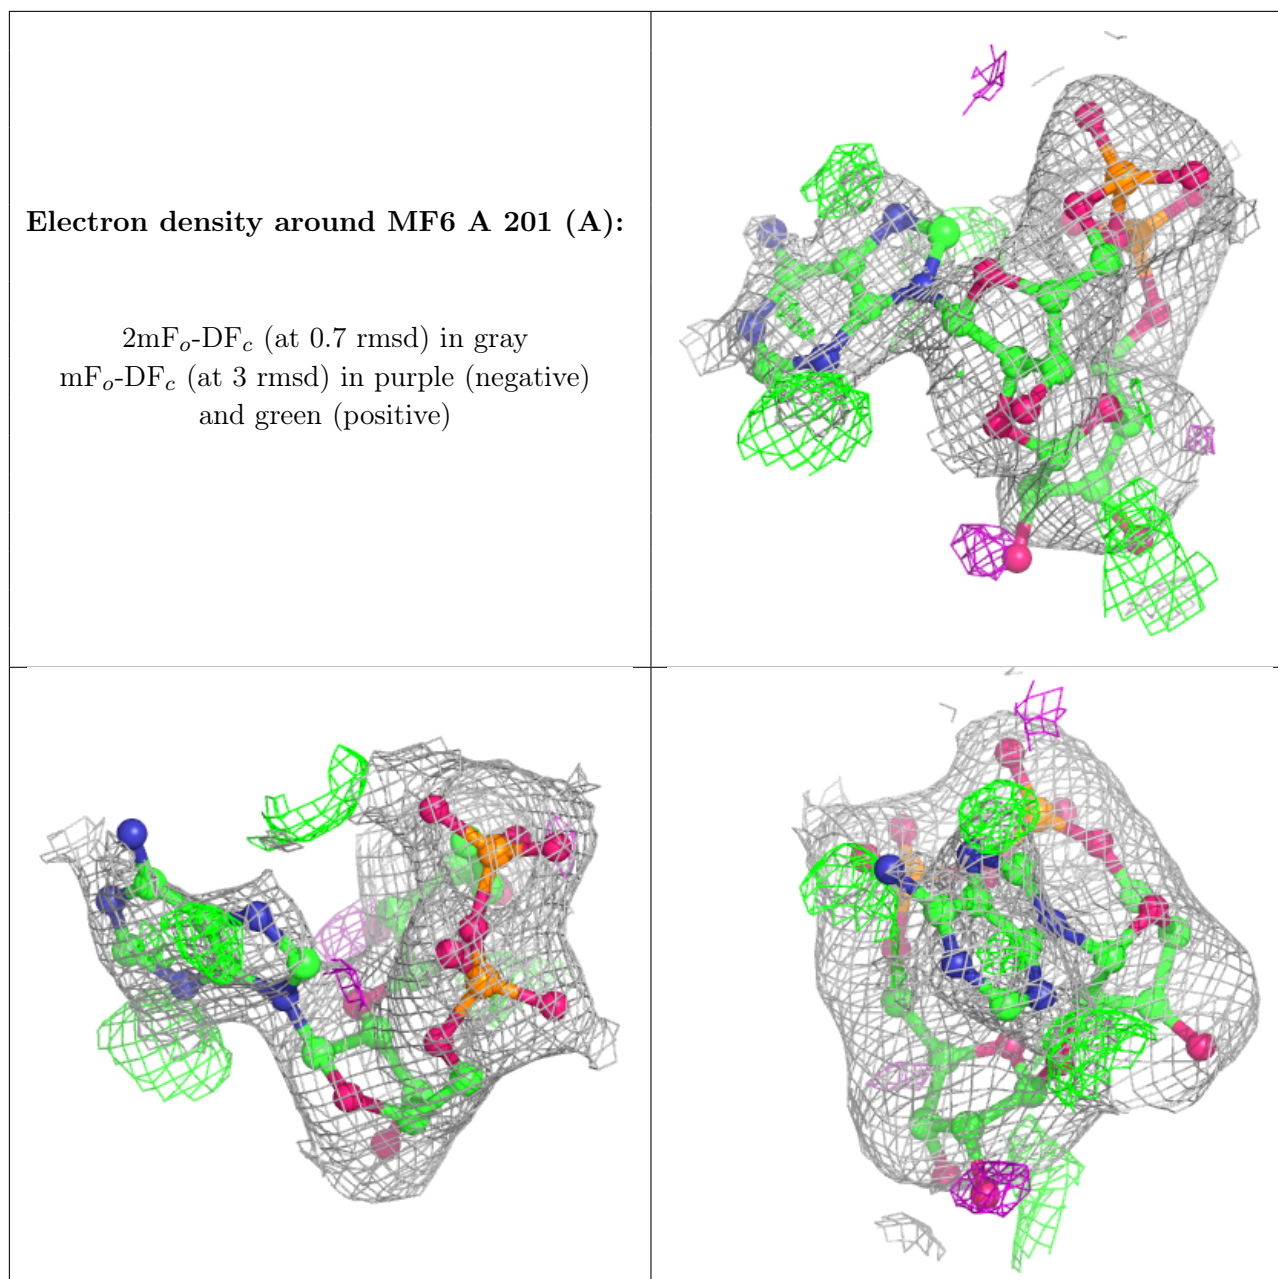 Electron density around MF6 A 201 (A):
2mFₒ-DF𝒸 (at 0.7 rmsd) in gray
mFₒ-DF𝒸 (at 3 rmsd) in purple (negative)
and green (positive)